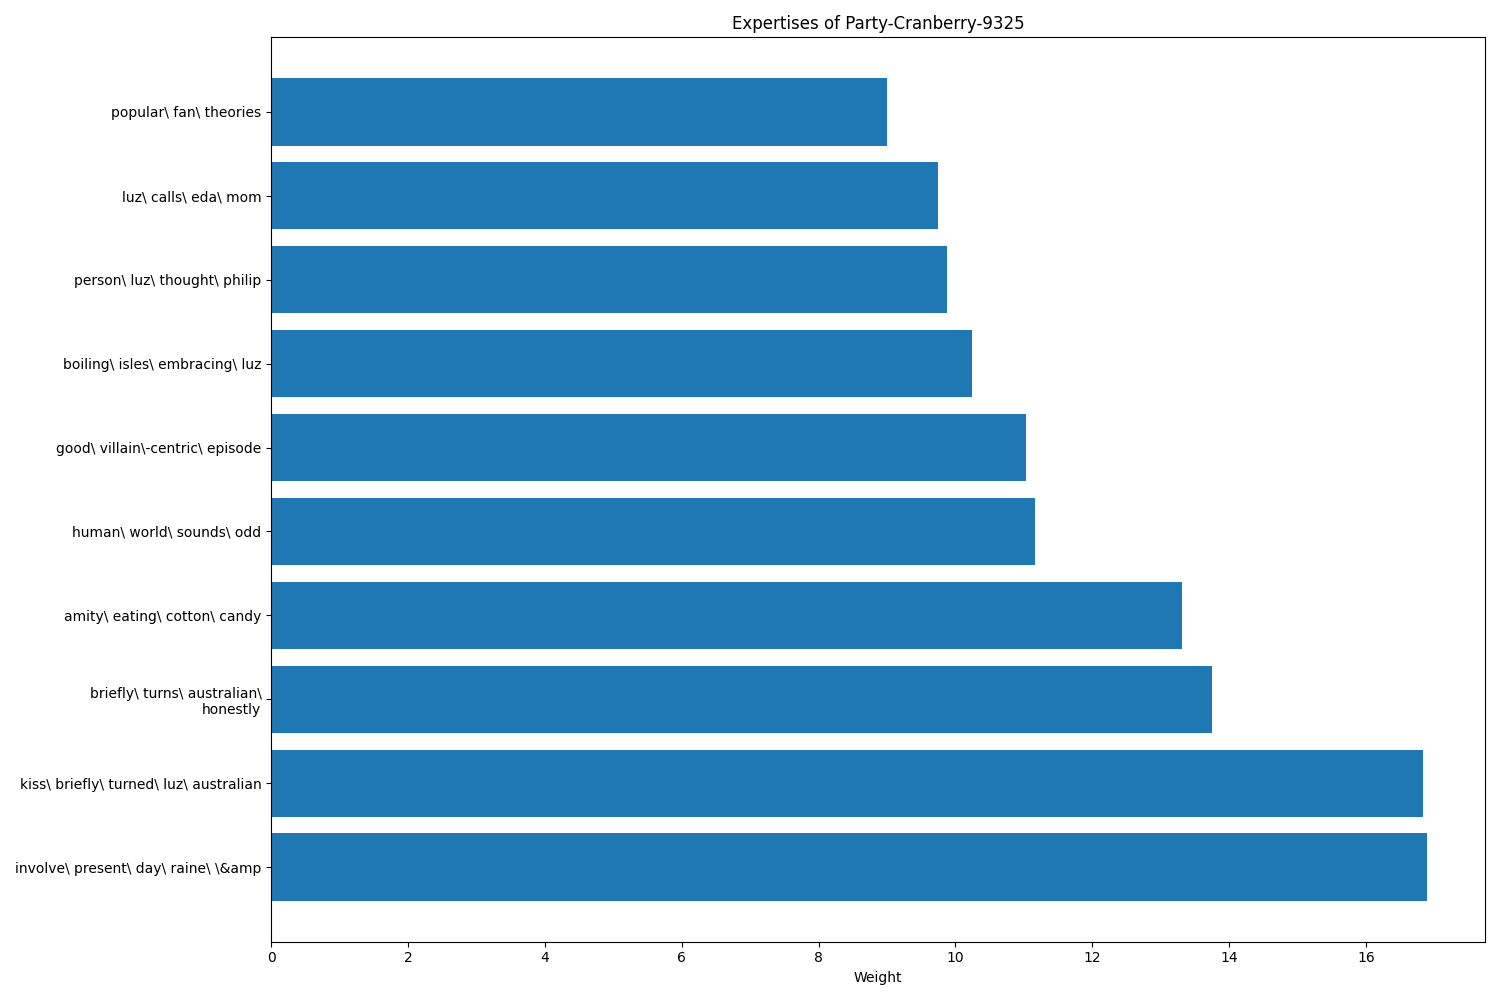 Expertises of Party-Cranberry-9325
popular\ fan\ theories
luz\ calls\ eda\ mom
person\ luz\ thought\ philip
boiling\ isles\ embracing\ luz
good\ villain\-centric\ episode
human\ world\ sounds\ odd
amity\ eating\ cotton\ candy
briefly\ turns\ australian\
honestly
kiss\ briefly\ turned\ luz\ australian
involve\ present\ day\ raine\ \&amp
0 2 4 6 8 10 12 14 16
Weight